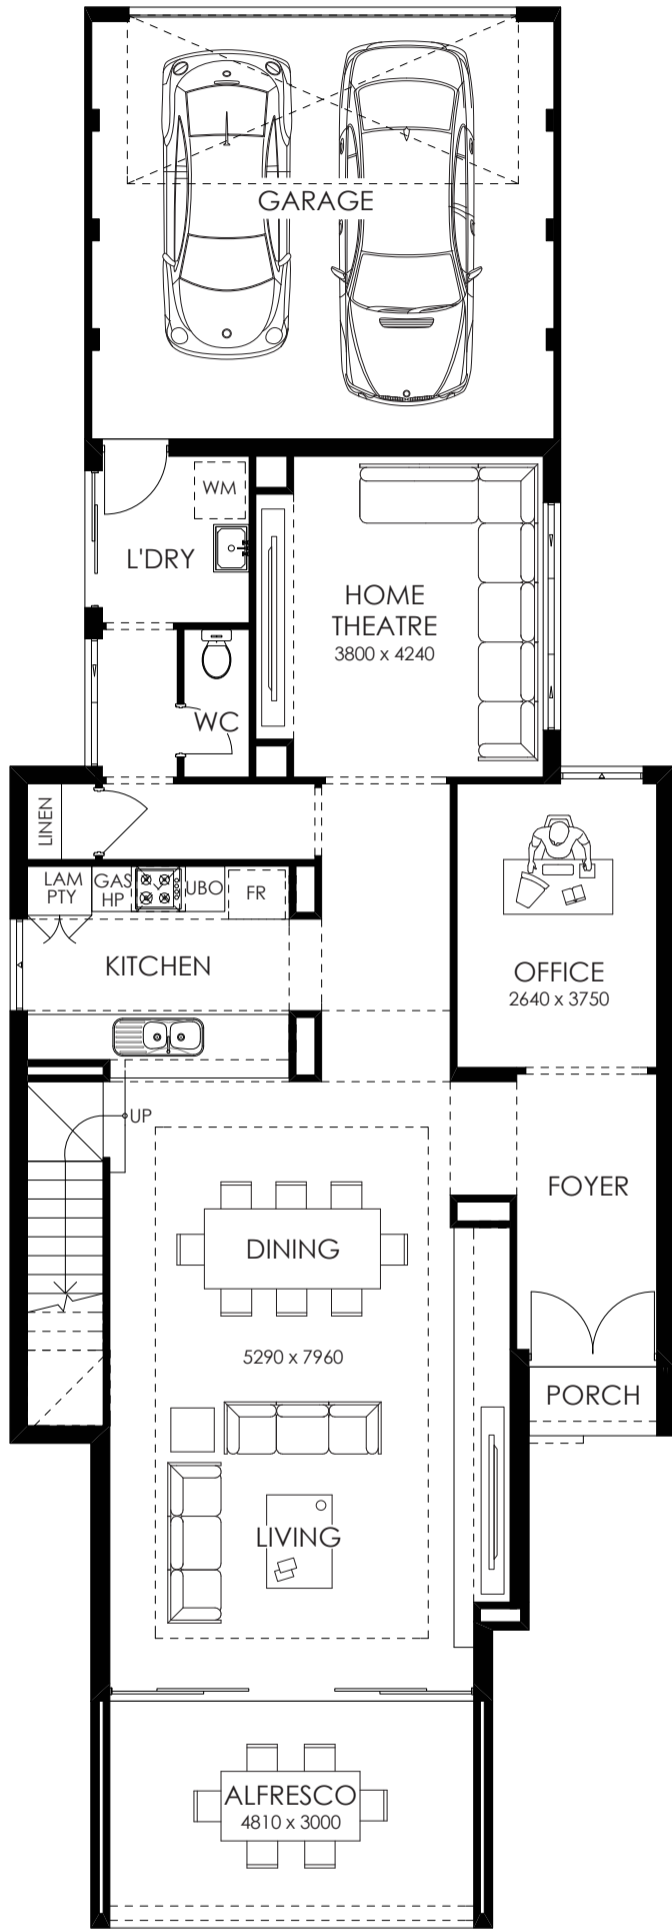 GARAGE
WM
L'DRY
HOME
THEATRE
3800 x 4240
WC
LINEN
LAM
PTY
GAS
HP
UBO
FR
KITCHEN
OFFICE
2640 x 3750
UP
FOYER
DINING
5290 x 7960
PORCH
LIVING
ALFRESCO
4810 x 3000